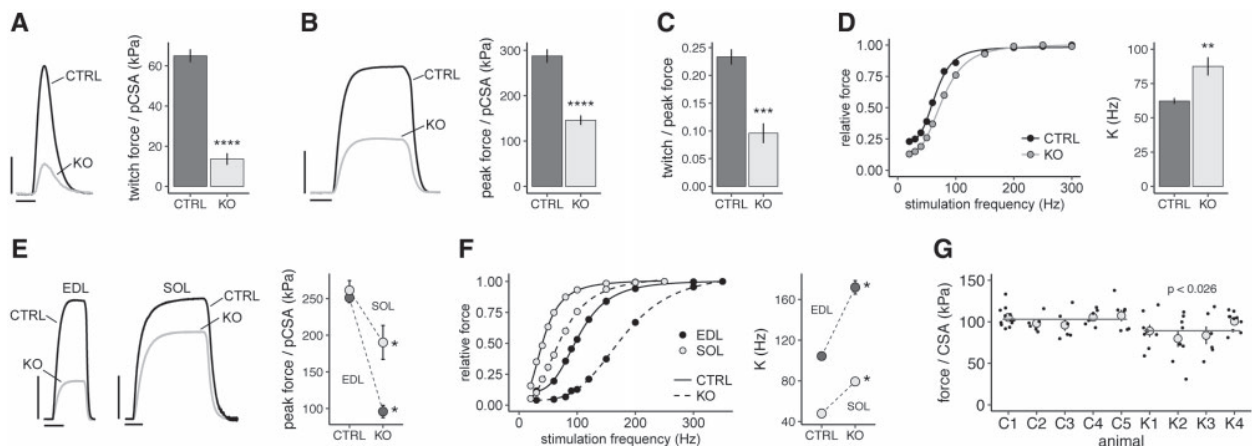 A
CTRL
KO
twitch force / pCSA (kPa)
60
40
20
0
****
CTRL KO
B
CTRL
KO
peak force / pCSA (kPa)
300
200
100
0
****
CTRL KO
C
twitch / peak force
0.25
0.20
0.15
0.10
0.05
0.00
***
CTRL KO
D
relative force
1.00
0.75
0.50
0.25
0.00
CTRL
KO
0 100 200 300
stimulation frequency (Hz)
K (Hz)
100
75
50
25
0
**
CTRL KO
E
EDL
SOL
CTRL
KO
CTRL
KO
peak force / pCSA (kPa)
250
200
150
100
SOL
*
EDL
*
CTRL KO
F
relative force
1.00
0.75
0.50
0.25
0.00
EDL
SOL
CTRL
KO
0 100 200 300
stimulation frequency (Hz)
K (Hz)
160
120
80
40
EDL
*
SOL
*
CTRL KO
G
force / CSA (kPa)
150
100
50
0
p < 0.026
C1 C2 C3 C4 C5 K1 K2 K3 K4
animal